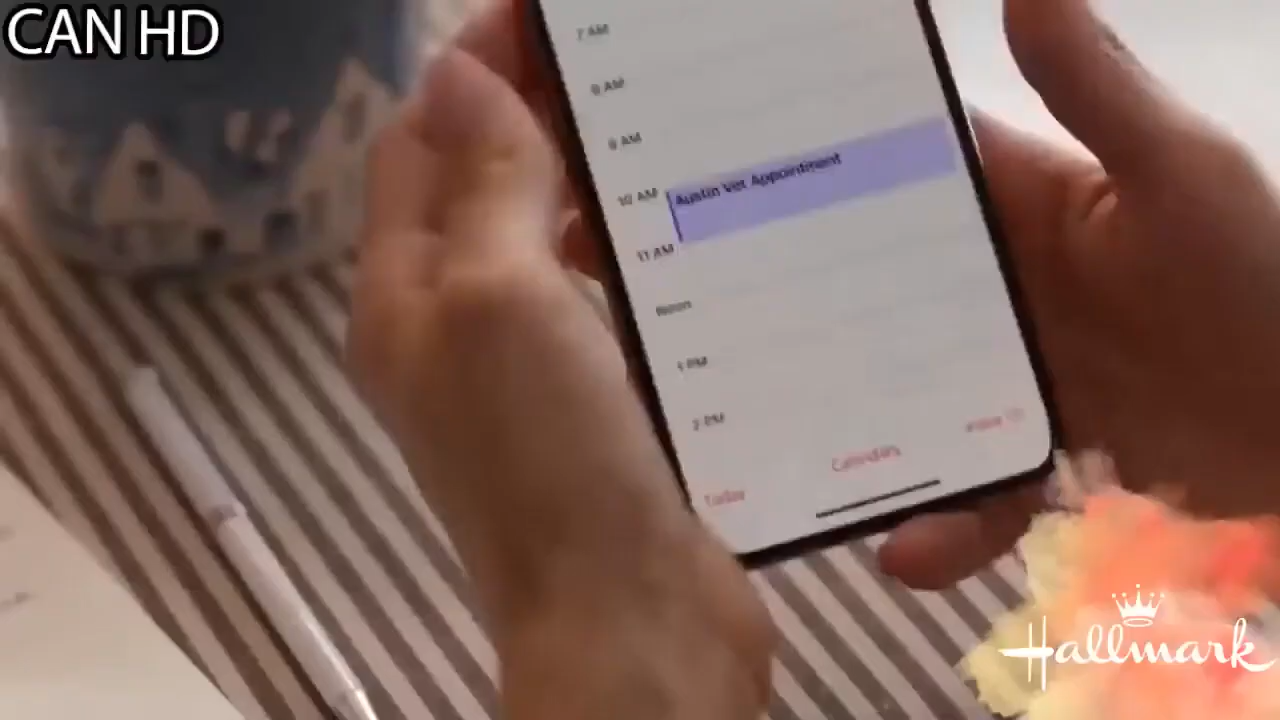 CAN HD
7 AM
8 AM
9 AM
10 AM
Austin Vet Appointment
11 AM
Noon
1 PM
2 PM
Today
Calendars
Inbox
Hallmark